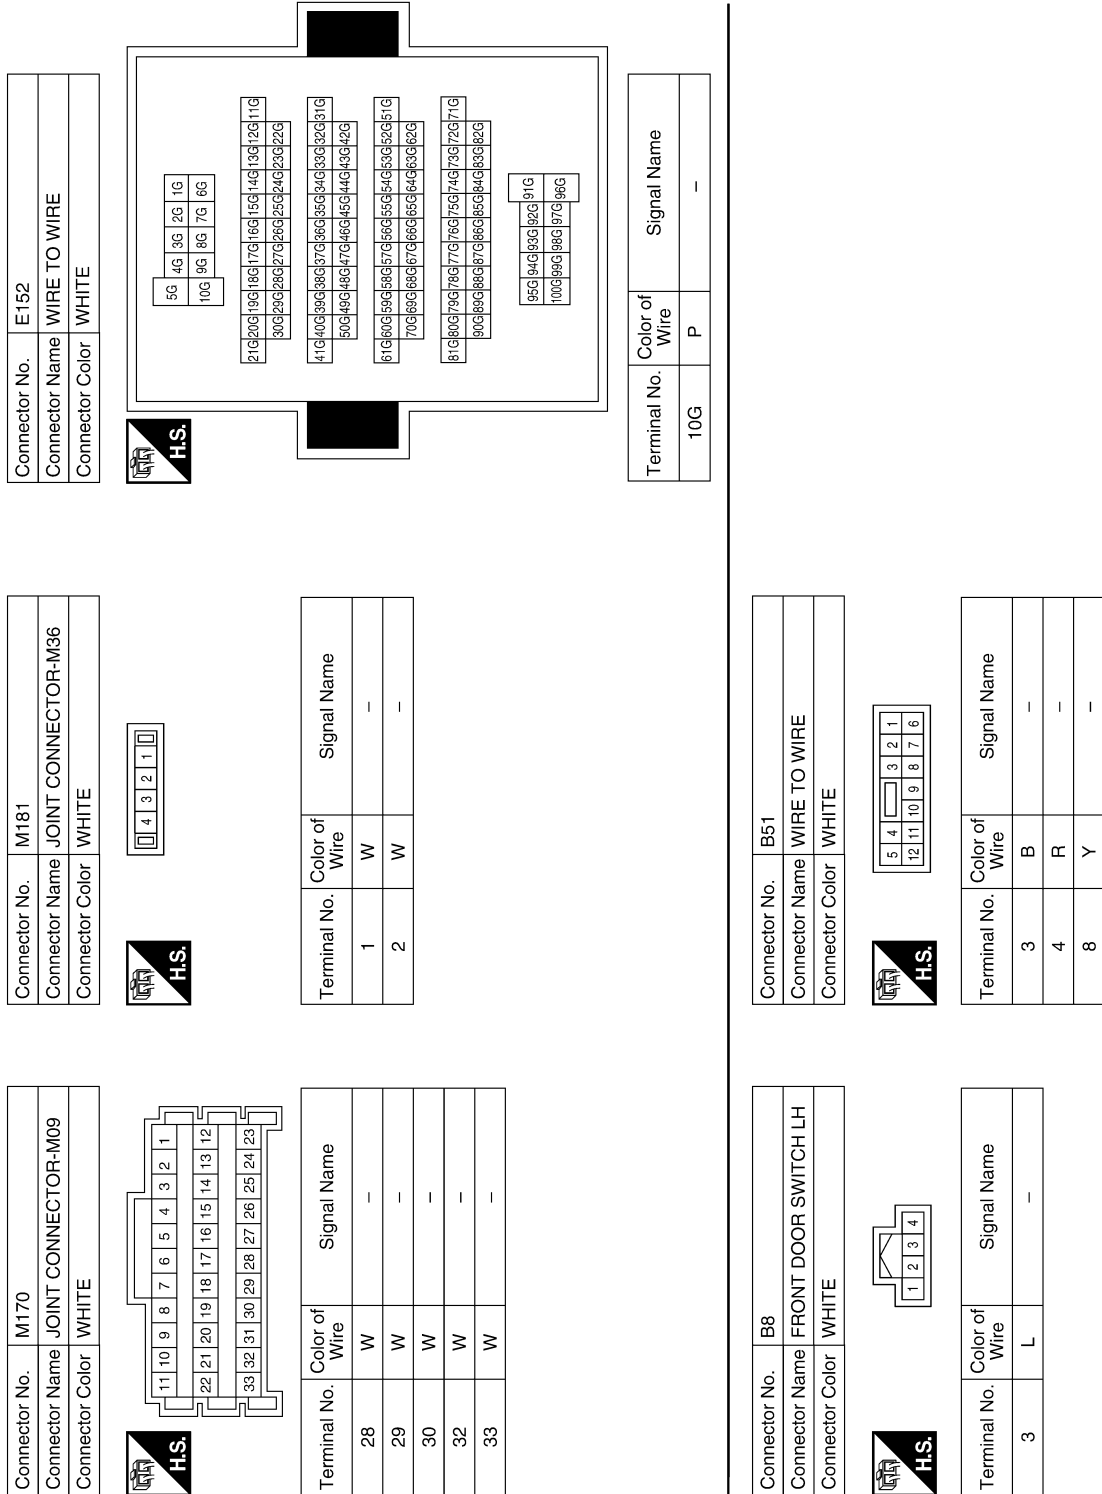 Connector No. M170
Connector Name JOINT CONNECTOR-M09
Connector Color WHITE
H.S.
11 10 9 8 7 6 5 4 3 2 1
22 21 20 19 18 17 16 15 14 13 12
33 32 31 30 29 28 27 26 25 24 23
Terminal No. Color of Wire Signal Name
28 W –
29 W –
30 W –
32 W –
33 W –
Connector No. M181
Connector Name JOINT CONNECTOR-M36
Connector Color WHITE
H.S.
4 3 2 1
Terminal No. Color of Wire Signal Name
1 W –
2 W –
Connector No. E152
Connector Name WIRE TO WIRE
Connector Color WHITE
H.S.
5G 4G 3G 2G 1G
10G 9G 8G 7G 6G
21G 20G 19G 18G 17G 16G 15G 14G 13G 12G 11G
30G 29G 28G 27G 26G 25G 24G 23G 22G
41G 40G 39G 38G 37G 36G 35G 34G 33G 32G 31G
50G 49G 48G 47G 46G 45G 44G 43G 42G
61G 60G 59G 58G 57G 56G 55G 54G 53G 52G 51G
70G 69G 68G 67G 66G 65G 64G 63G 62G
81G 80G 79G 78G 77G 76G 75G 74G 73G 72G 71G
90G 89G 88G 87G 86G 85G 84G 83G 82G
95G 94G 93G 92G 91G
100G 99G 98G 97G 96G
Terminal No. Color of Wire Signal Name
10G P –
Connector No. B8
Connector Name FRONT DOOR SWITCH LH
Connector Color WHITE
H.S.
1 2 3 4
Terminal No. Color of Wire Signal Name
3 L –
Connector No. B51
Connector Name WIRE TO WIRE
Connector Color WHITE
H.S.
5 4 3 2 1
12 11 10 9 8 7 6
Terminal No. Color of Wire Signal Name
3 B –
4 R –
8 Y –